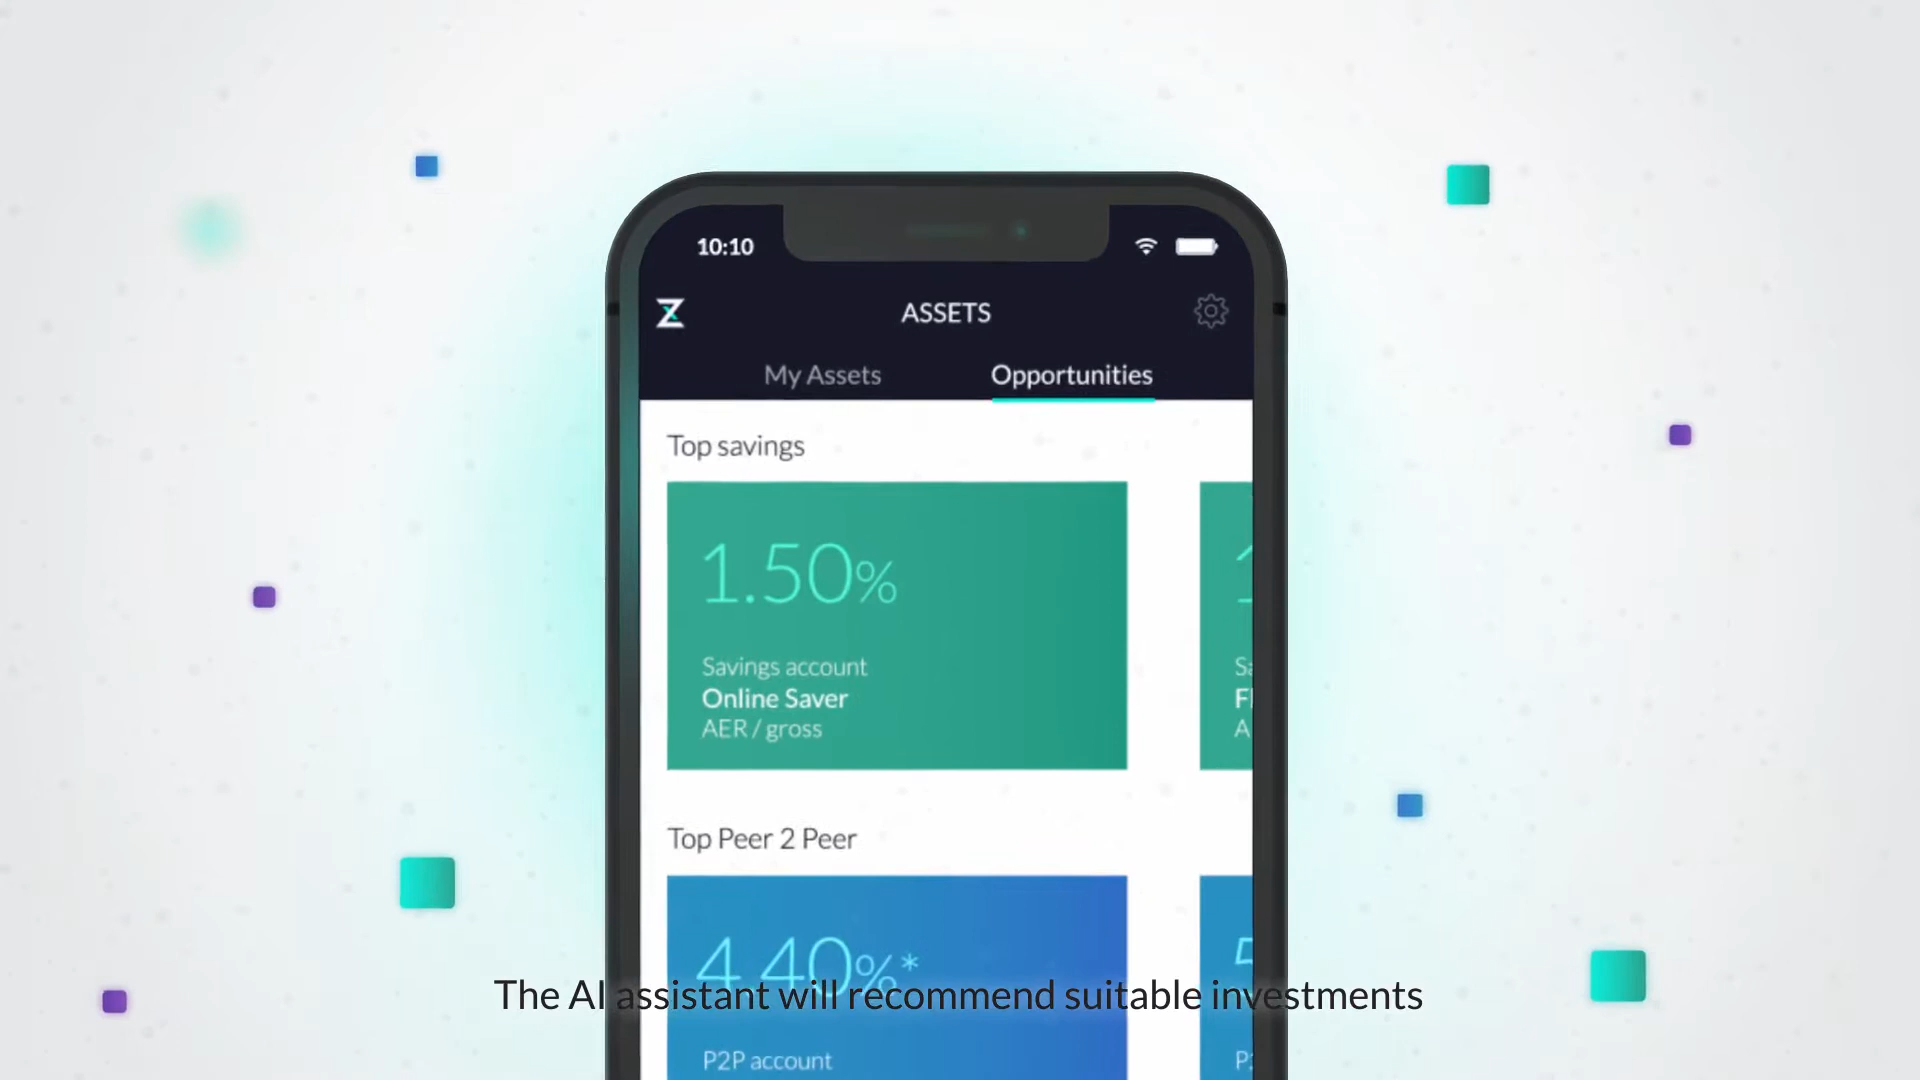 10:10
ASSETS
My Assets
Opportunities
Top savings
1.50%
Savings account
Online Saver
AER / gross
Top Peer 2 Peer
4.40%*
The AI assistant will recommend suitable investments
P2P account